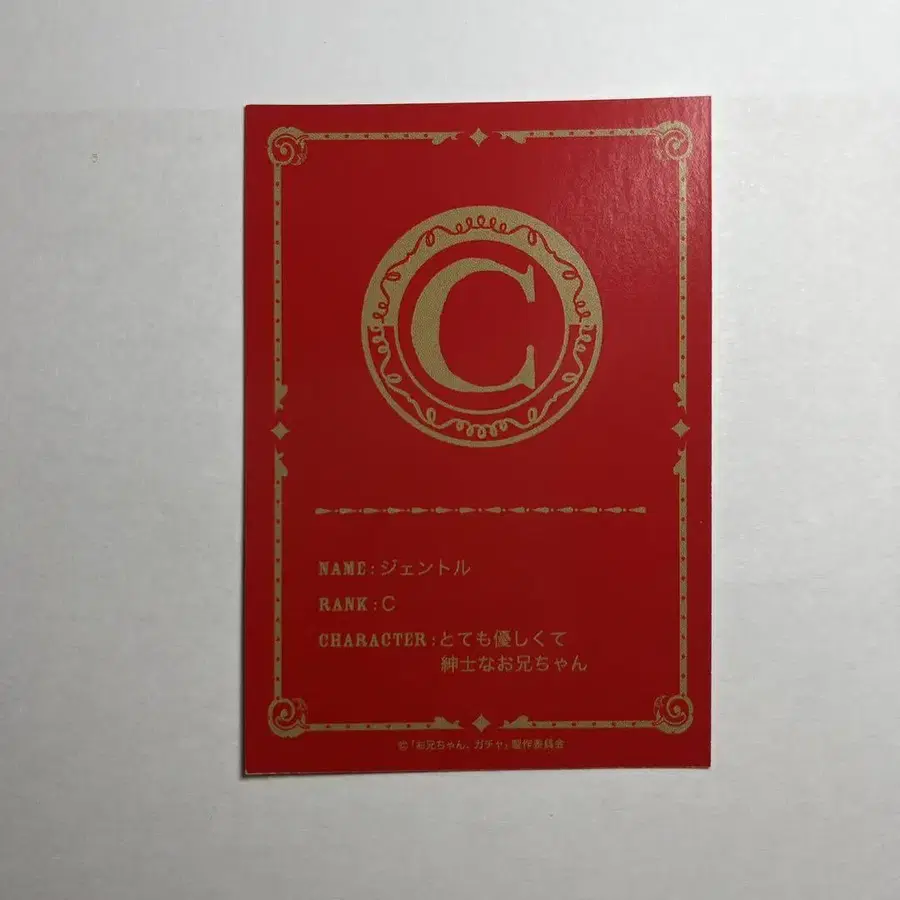 C
NAME:ジェントル
RANK:C
CHARACTER:とても優しくて
紳士なお兄ちゃん
©「お兄ちゃん、ガチャ」製作委員会